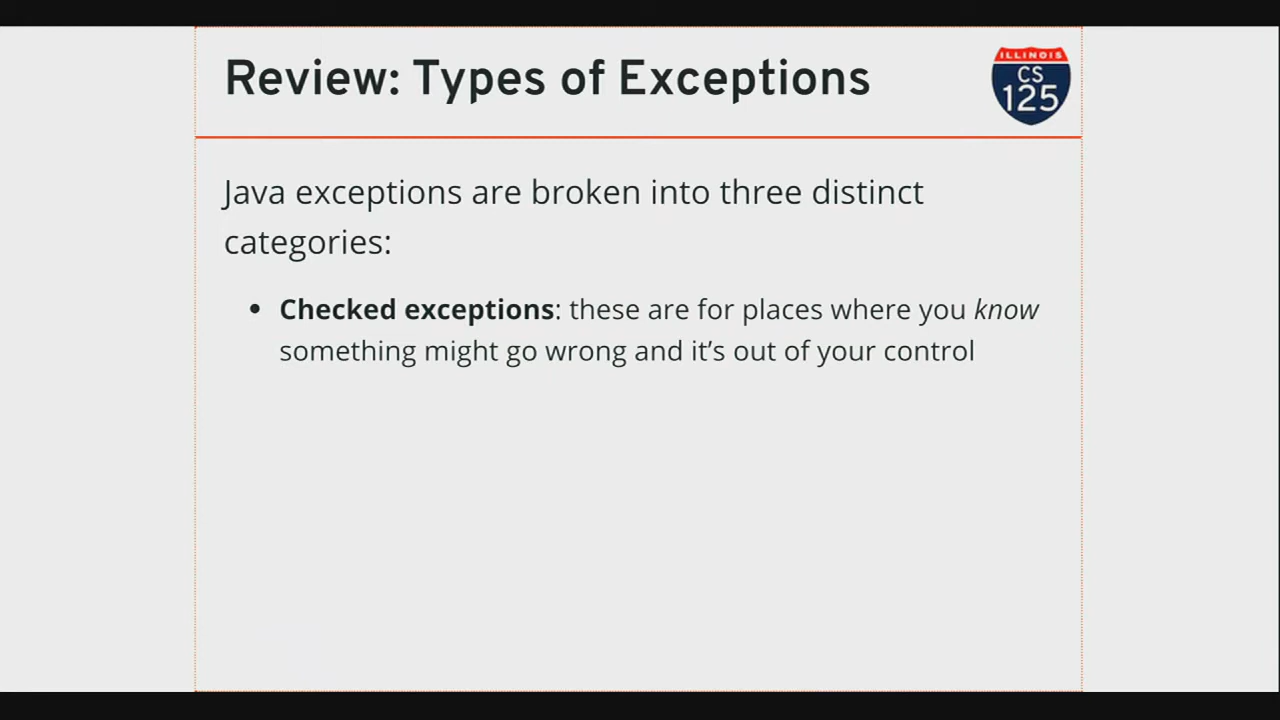 Review: Types of Exceptions
ILLINOIS
CS
125
Java exceptions are broken into three distinct
categories:
• Checked exceptions: these are for places where you know
something might go wrong and it’s out of your control